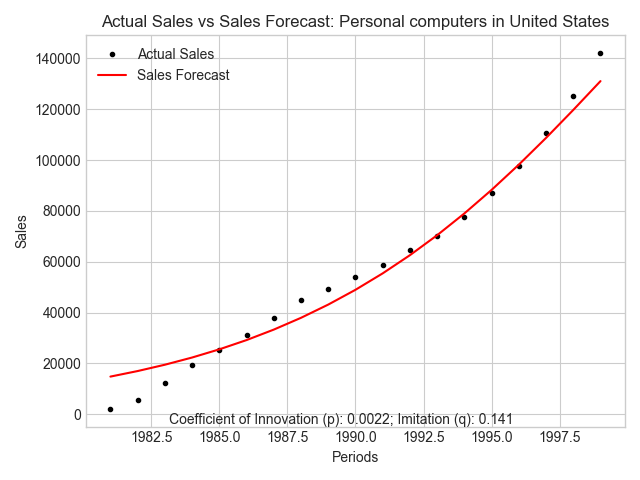 Actual Sales vs Sales Forecast: Personal computers in United States
Actual Sales
Sales Forecast
140000
120000
100000
80000
60000
40000
20000
0
Sales
Coefficient of Innovation (p): 0.0022; Imitation (q): 0.141
1982.5 1985.0 1987.5 1990.0 1992.5 1995.0 1997.5
Periods